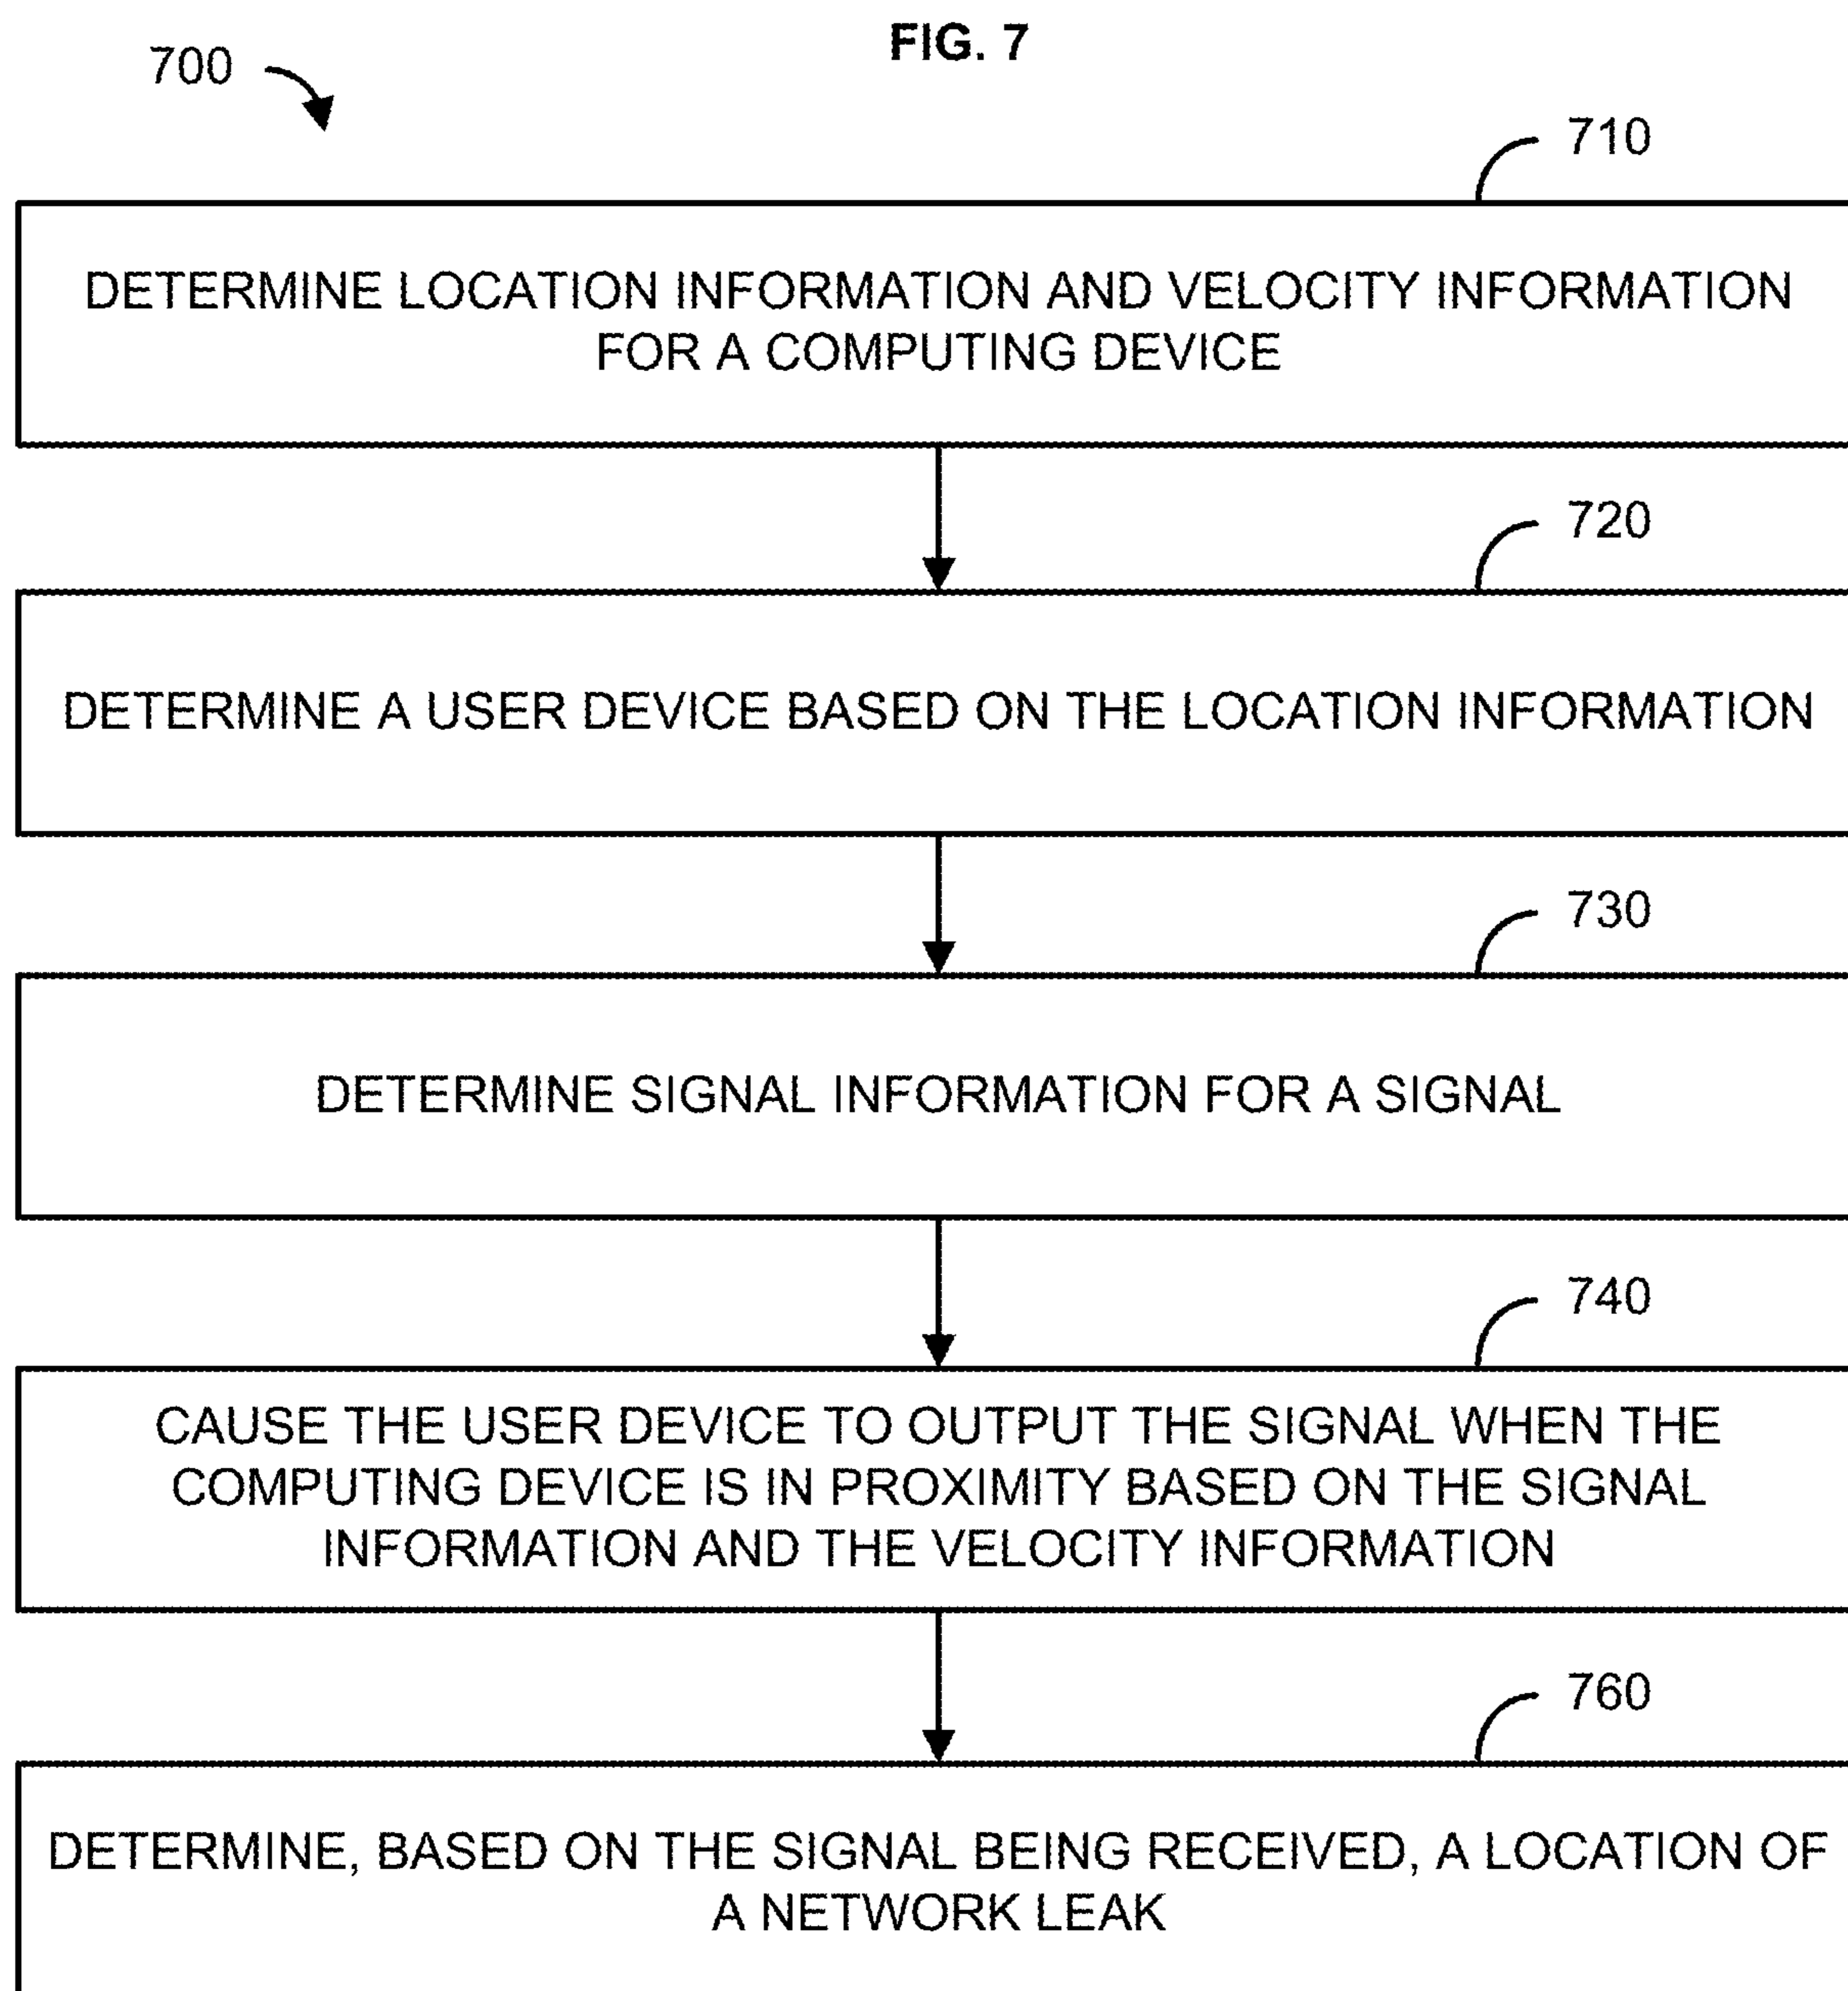 FIG. 7
700
710
DETERMINE LOCATION INFORMATION AND VELOCITY INFORMATION
FOR A COMPUTING DEVICE
720
DETERMINE A USER DEVICE BASED ON THE LOCATION INFORMATION
730
DETERMINE SIGNAL INFORMATION FOR A SIGNAL
740
CAUSE THE USER DEVICE TO OUTPUT THE SIGNAL WHEN THE
COMPUTING DEVICE IS IN PROXIMITY BASED ON THE SIGNAL
INFORMATION AND THE VELOCITY INFORMATION
760
DETERMINE, BASED ON THE SIGNAL BEING RECEIVED, A LOCATION OF
A NETWORK LEAK